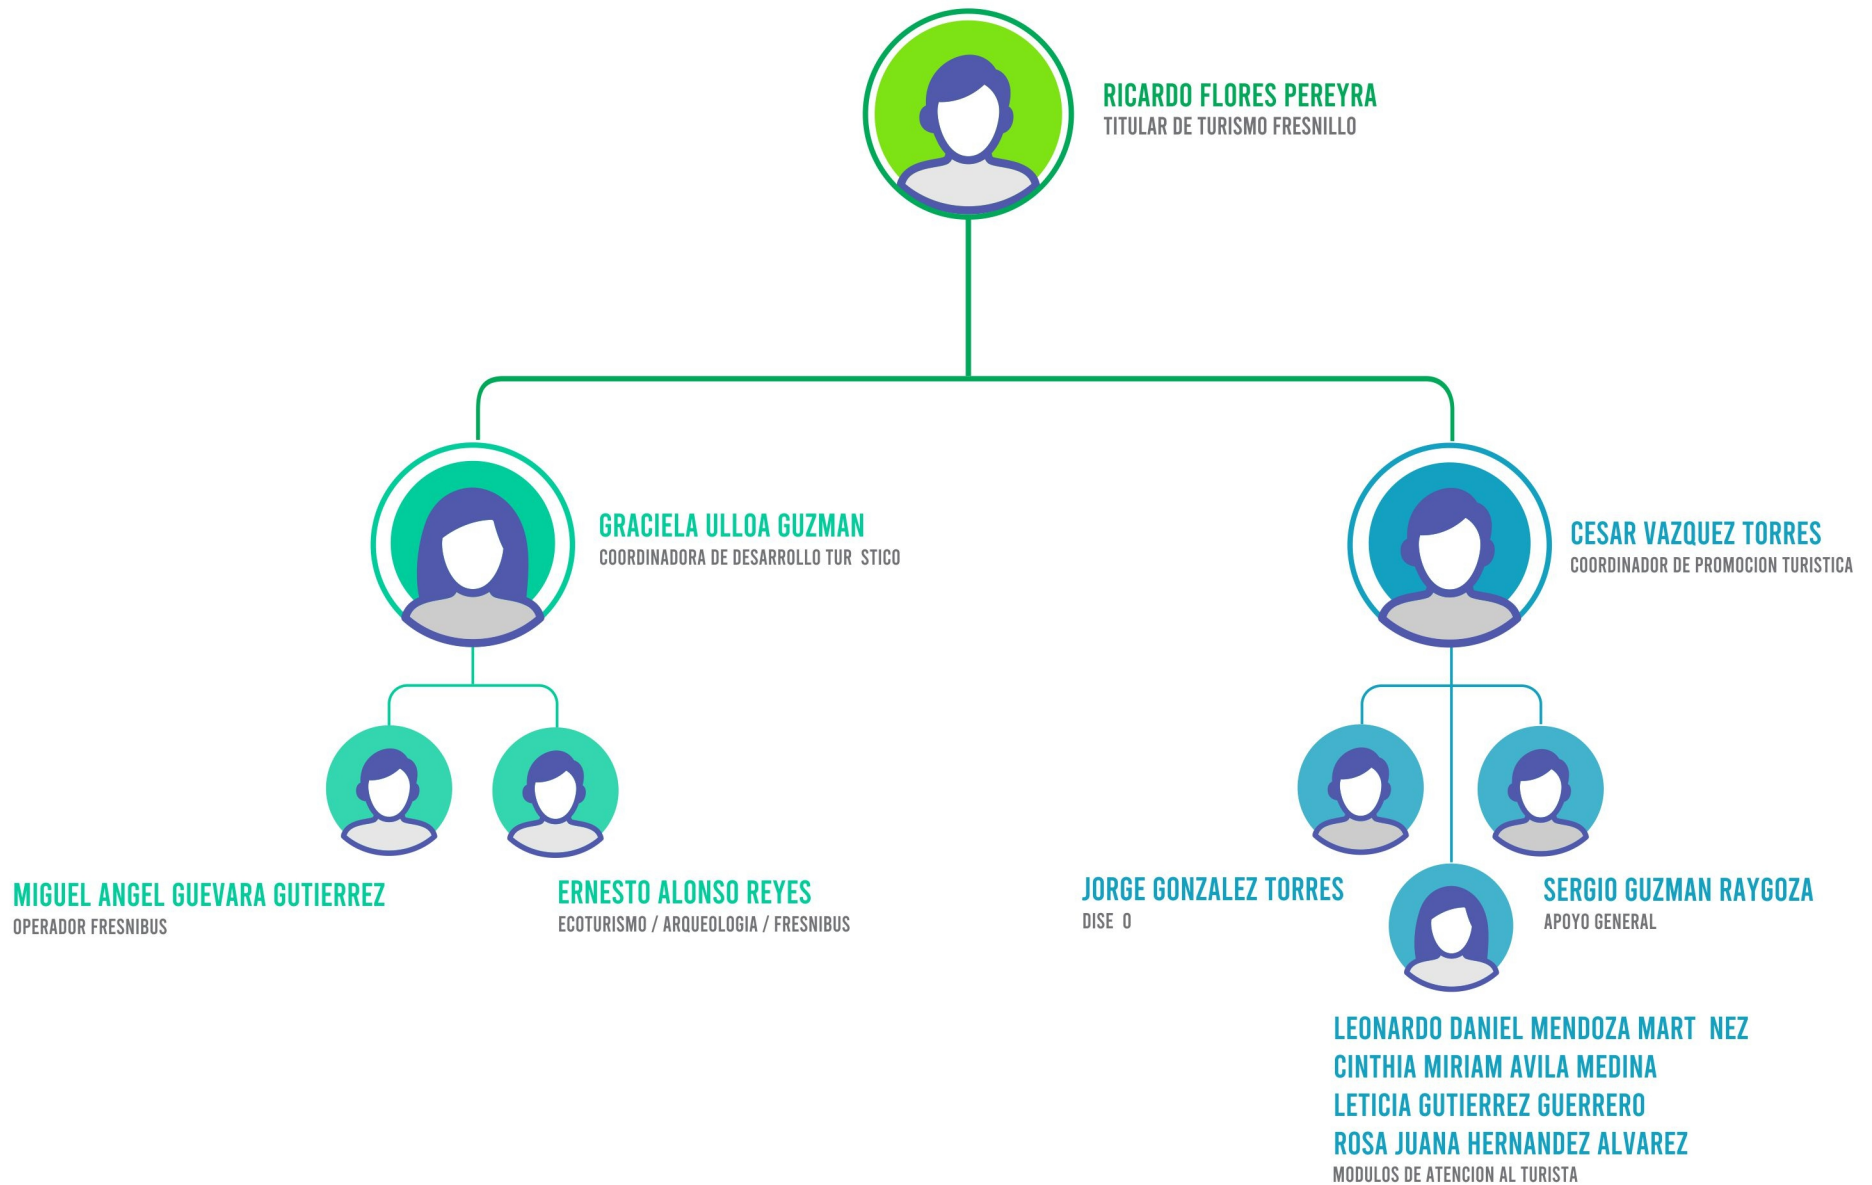 RICARDO FLORES PEREYRA
TITULAR DE TURISMO FRESNILLO
GRACIELA ULLOA GUZMAN
COORDINADORA DE DESARROLLO TUR STICO
CESAR VAZQUEZ TORRES
COORDINADOR DE PROMOCION TURISTICA
MIGUEL ANGEL GUEVARA GUTIERREZ
OPERADOR FRESNIBUS
ERNESTO ALONSO REYES
ECOTURISMO / ARQUEOLOGIA / FRESNIBUS
JORGE GONZALEZ TORRES
DISE O
SERGIO GUZMAN RAYGOZA
APOYO GENERAL
LEONARDO DANIEL MENDOZA MART NEZ
CINTHIA MIRIAM AVILA MEDINA
LETICIA GUTIERREZ GUERRERO
ROSA JUANA HERNANDEZ ALVAREZ
MODULOS DE ATENCION AL TURISTA